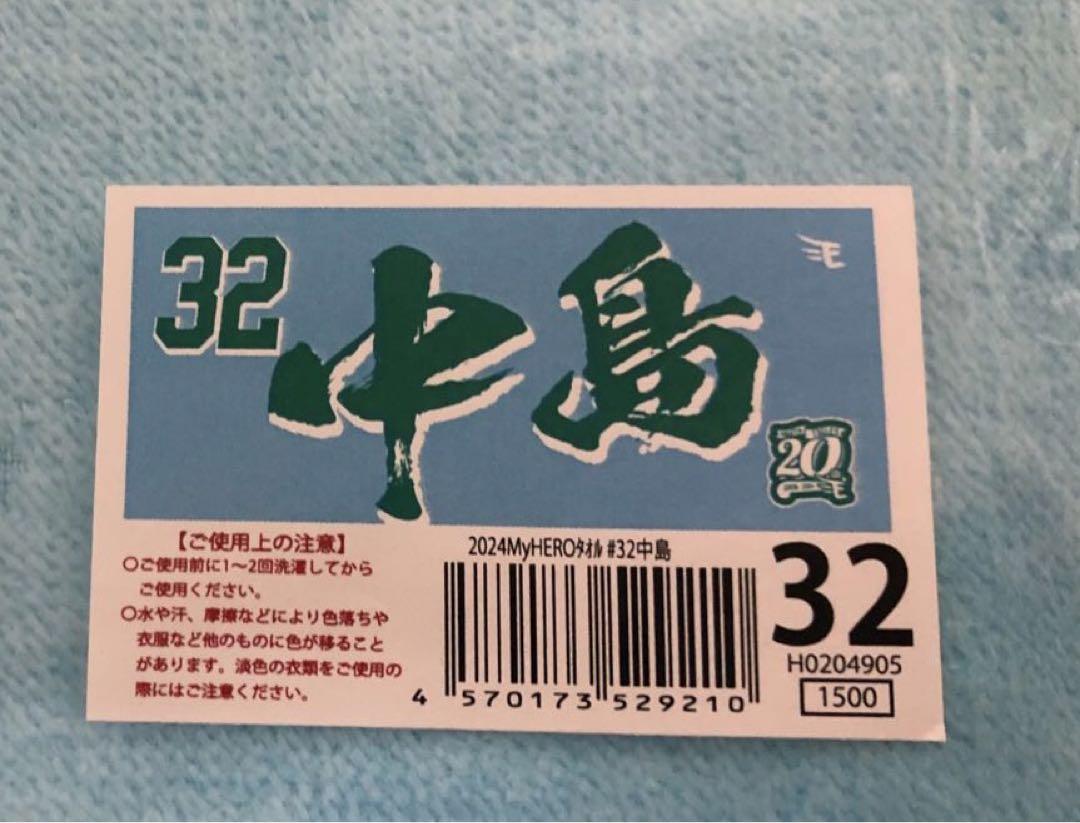 32
中島
E
20
【ご使用上の注意】
○ご使用前に1～2回洗濯してから
ご使用ください。
○水や汗、摩擦などにより色落ちや
衣服など他のものに色が移ること
があります。淡色の衣類をご使用の
際にはご注意ください。
2024MyHEROﾀｵﾙ #32中島
4 570173 529210
32
H0204905
1500